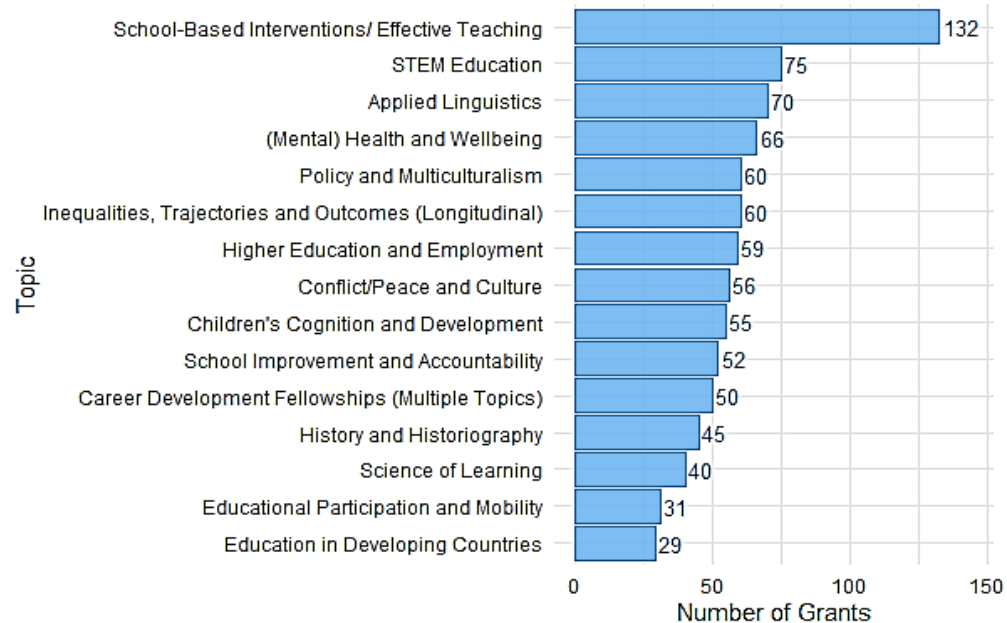 School-Based Interventions/ Effective Teaching 132
STEM Education 75
Applied Linguistics 70
(Mental) Health and Wellbeing 66
Policy and Multiculturalism 60
Inequalities, Trajectories and Outcomes (Longitudinal) 60
Higher Education and Employment 59
Conflict/Peace and Culture 56
Children's Cognition and Development 55
School Improvement and Accountability 52
Career Development Fellowships (Multiple Topics) 50
History and Historiography 45
Science of Learning 40
Educational Participation and Mobility 31
Education in Developing Countries 29
Topic
0 50 100 150
Number of Grants